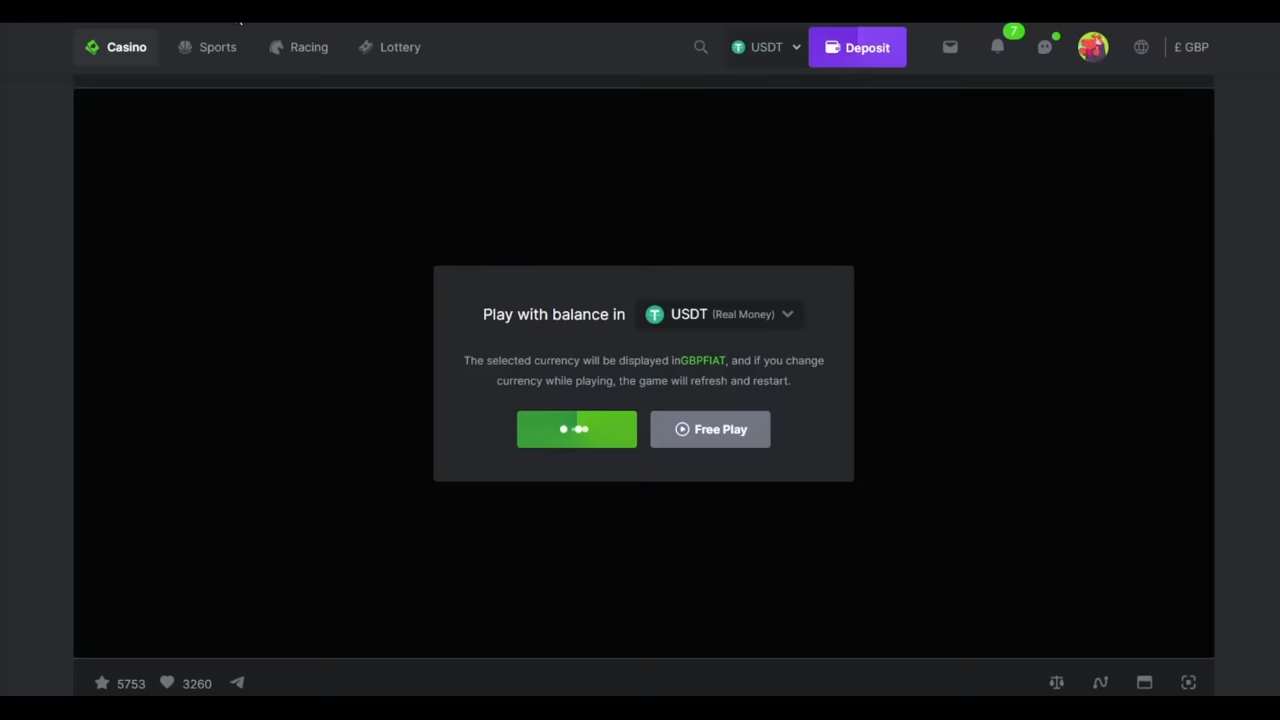 Casino
Sports
Racing
Lottery
USDT
Deposit
7
£ GBP
Play with balance in
USDT (Real Money)
The selected currency will be displayed inGBPFIAT, and if you change
currency while playing, the game will refresh and restart.
Free Play
5753
3260